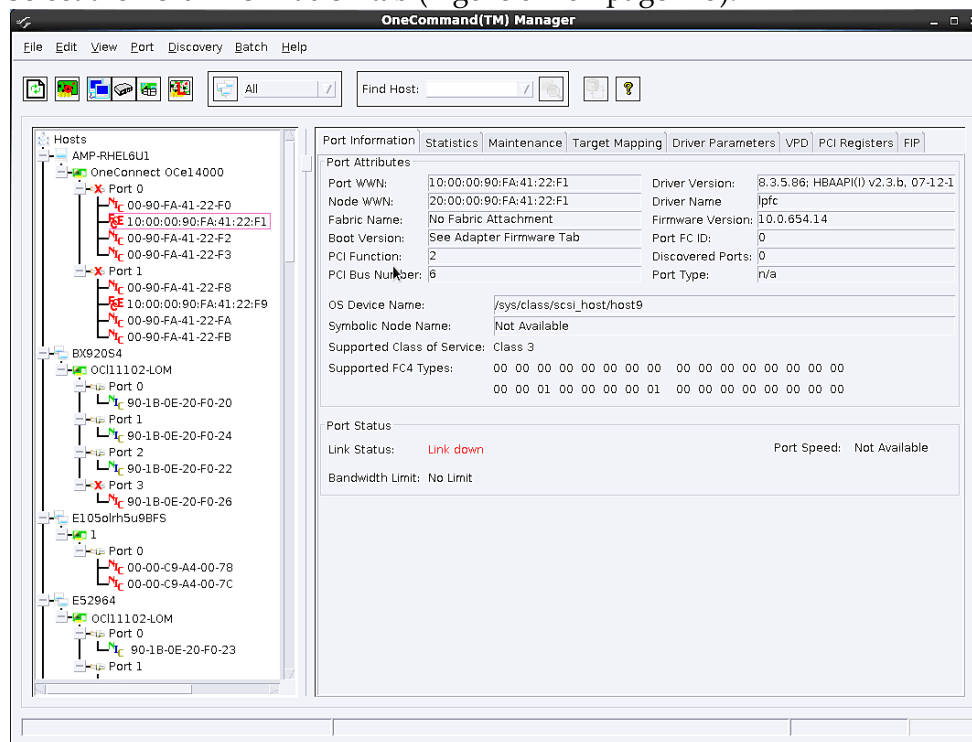 OneCommand(TM) Manager
File Edit View Port Discovery Batch Help
All
Find Host:
Hosts
AMP-RHEL6U1
OneConnect OCe14000
Port 0
00-90-FA-41-22-F0
10:00:00:90:FA:41:22:F1
00-90-FA-41-22-F2
00-90-FA-41-22-F3
Port 1
00-90-FA-41-22-F8
10:00:00:90:FA:41:22:F9
00-90-FA-41-22-FA
00-90-FA-41-22-FB
BX920S4
OCl11102-LOM
Port 0
90-1B-0E-20-F0-20
Port 1
90-1B-0E-20-F0-24
Port 2
90-1B-0E-20-F0-22
Port 3
90-1B-0E-20-F0-26
E105olrh5u9BFS
1
Port 0
00-00-C9-A4-00-78
00-00-C9-A4-00-7C
E52964
OCl11102-LOM
Port 0
90-1B-0E-20-F0-23
Port 1
Port Information Statistics Maintenance Target Mapping Driver Parameters VPD PCI Registers FIP
Port Attributes
Port WWN: 10:00:00:90:FA:41:22:F1 Driver Version: 8.3.5.86; HBAAPI(I) v2.3.b, 07-12-1
Node WWN: 20:00:00:90:FA:41:22:F1 Driver Name lpfc
Fabric Name: No Fabric Attachment Firmware Version: 10.0.654.14
Boot Version: See Adapter Firmware Tab Port FC ID: 0
PCI Function: 2 Discovered Ports: 0
PCI Bus Number: 6 Port Type: n/a
OS Device Name: /sys/class/scsi_host/host9
Symbolic Node Name: Not Available
Supported Class of Service: Class 3
Supported FC4 Types: 00 00 00 00 00 00 00 00 00 00 00 00 00 00 00 00
00 00 01 00 00 00 00 01 00 00 00 00 00 00 00 00
Port Status
Link Status: Link down Port Speed: Not Available
Bandwidth Limit: No Limit